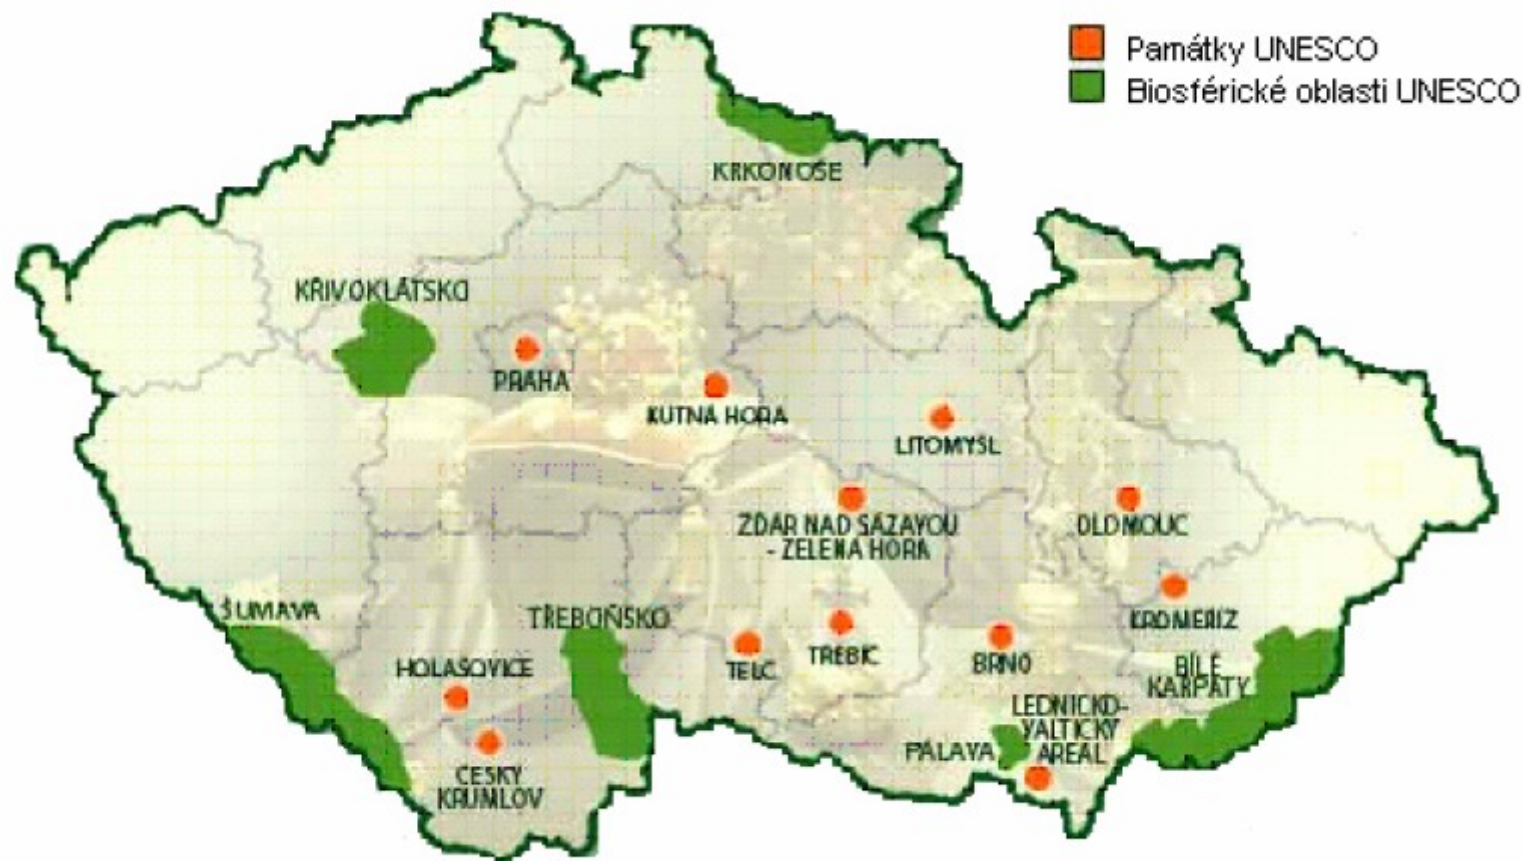 Památky UNESCO
Biosférické oblasti UNESCO
KRKONOŠE
KŘIVOKLÁTSKO
PRAHA
KUTNÁ HORA
LITOMYŠL
ŽĎÁR NAD SÁZAVOU
- ZELENÁ HORA
OLOMOUC
KROMĚŘÍŽ
ŠUMAVA
TŘEBOŇSKO
HOLAŠOVICE
TELČ
TŘEBÍČ
BRNO
BÍLÉ
KARPATY
LEDNICKO-
VALTICKÝ
AREÁL
PÁLAVA
ČESKÝ
KRUMLOV